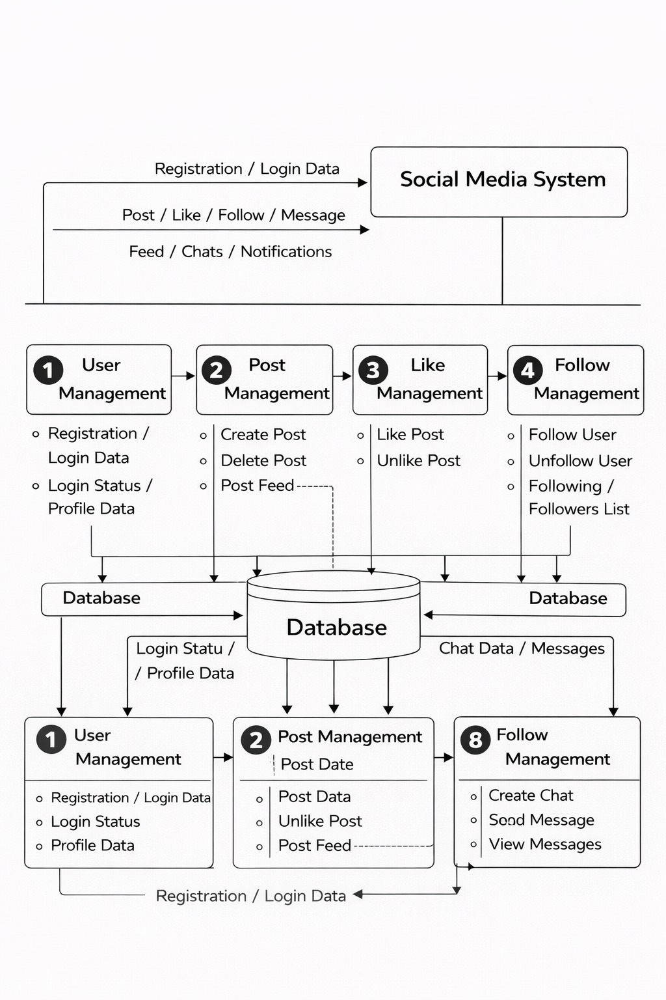 Registration / Login Data
Social Media System
Post / Like / Follow / Message
Feed / Chats / Notifications
1 User
Management
2 Post
Management
3 Like
Management
4 Follow
Management
Registration /
Login Data
Login Status /
Profile Data
Create Post
Delete Post
Post Feed
Like Post
Unlike Post
Follow User
Unfollow User
Following /
Followers List
Database
Database
Database
Login Statu /
/ Profile Data
Chat Data / Messages
1 User
Management
Registration / Login Data
Login Status
Profile Data
2 Post Management
Post Date
Post Data
Unlike Post
Post Feed
8 Follow
Management
Create Chat
Sond Message
View Messages
Registration / Login Data